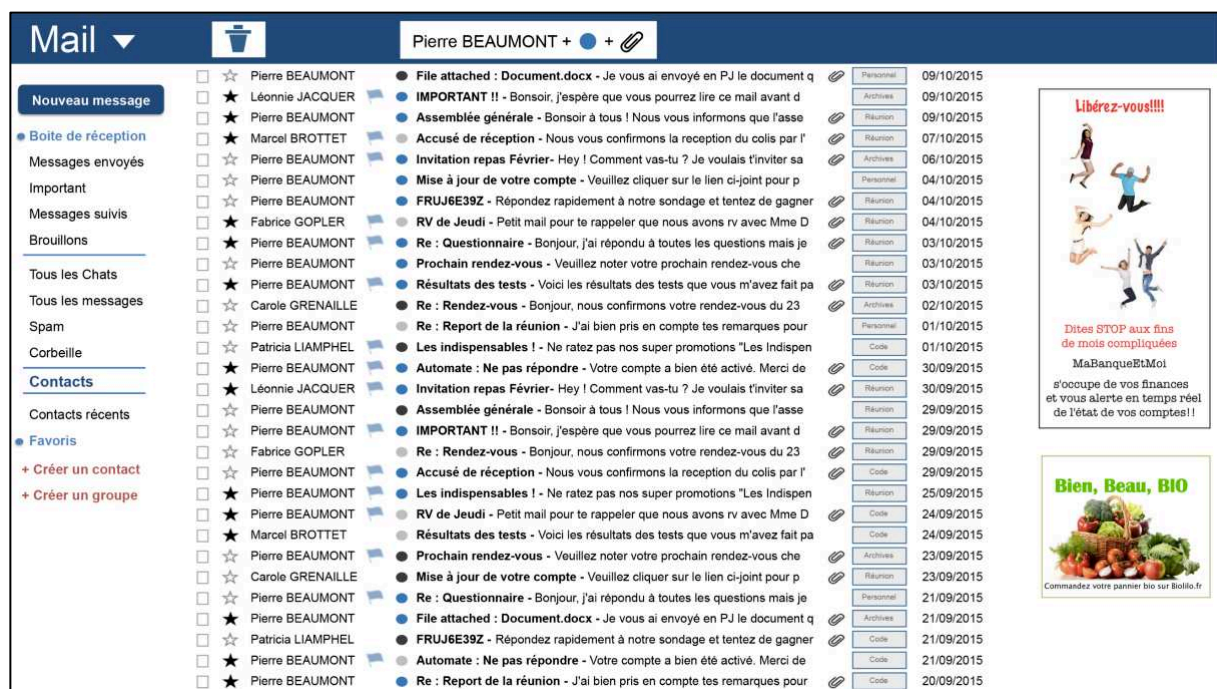 Mail
Pierre BEAUMONT + +
Nouveau message
Boite de réception
Messages envoyés
Important
Messages suivis
Brouillons
Tous les Chats
Tous les messages
Spam
Corbeille
Contacts
Contacts récents
Favoris
+ Créer un contact
+ Créer un groupe
Pierre BEAUMONT File attached : Document.docx - Je vous ai envoyé en PJ le document q Personnel 09/10/2015
Léonnie JACQUER IMPORTANT !! - Bonsoir, j'espère que vous pourrez lire ce mail avant d Archives 09/10/2015
Pierre BEAUMONT Assemblée générale - Bonsoir à tous ! Nous vous informons que l'asse Réunion 09/10/2015
Marcel BROTTET Accusé de réception - Nous vous confirmons la reception du colis par l' Réunion 07/10/2015
Pierre BEAUMONT Invitation repas Février- Hey ! Comment vas-tu ? Je voulais t'inviter sa Archives 06/10/2015
Pierre BEAUMONT Mise à jour de votre compte - Veuillez cliquer sur le lien ci-joint pour p Personnel 04/10/2015
Pierre BEAUMONT FRUJ6E39Z - Répondez rapidement à notre sondage et tentez de gagner Réunion 04/10/2015
Fabrice GOPLER RV de Jeudi - Petit mail pour te rappeler que nous avons rv avec Mme D Réunion 04/10/2015
Pierre BEAUMONT Re : Questionnaire - Bonjour, j'ai répondu à toutes les questions mais je Réunion 03/10/2015
Pierre BEAUMONT Prochain rendez-vous - Veuillez noter votre prochain rendez-vous che Réunion 03/10/2015
Pierre BEAUMONT Résultats des tests - Voici les résultats des tests que vous m'avez fait pa Réunion 03/10/2015
Carole GRENAILLE Re : Rendez-vous - Bonjour, nous confirmons votre rendez-vous du 23 Archives 02/10/2015
Pierre BEAUMONT Re : Report de la réunion - J'ai bien pris en compte tes remarques pour Personnel 01/10/2015
Patricia LIAMPHEL Les indispensables ! - Ne ratez pas nos super promotions "Les Indispen Code 01/10/2015
Pierre BEAUMONT Automate : Ne pas répondre - Votre compte a bien été activé. Merci de Code 30/09/2015
Léonnie JACQUER Invitation repas Février- Hey ! Comment vas-tu ? Je voulais t'inviter sa Réunion 30/09/2015
Pierre BEAUMONT Assemblée générale - Bonsoir à tous ! Nous vous informons que l'asse Réunion 29/09/2015
Pierre BEAUMONT IMPORTANT !! - Bonsoir, j'espère que vous pourrez lire ce mail avant d Réunion 29/09/2015
Fabrice GOPLER Re : Rendez-vous - Bonjour, nous confirmons votre rendez-vous du 23 Réunion 29/09/2015
Pierre BEAUMONT Accusé de réception - Nous vous confirmons la reception du colis par l' Code 29/09/2015
Pierre BEAUMONT Les indispensables ! - Ne ratez pas nos super promotions "Les Indispen Réunion 25/09/2015
Pierre BEAUMONT RV de Jeudi - Petit mail pour te rappeler que nous avons rv avec Mme D Code 24/09/2015
Marcel BROTTET Résultats des tests - Voici les résultats des tests que vous m'avez fait pa Code 24/09/2015
Pierre BEAUMONT Prochain rendez-vous - Veuillez noter votre prochain rendez-vous che Archives 23/09/2015
Carole GRENAILLE Mise à jour de votre compte - Veuillez cliquer sur le lien ci-joint pour p Réunion 23/09/2015
Pierre BEAUMONT Re : Questionnaire - Bonjour, j'ai répondu à toutes les questions mais je Personnel 21/09/2015
Pierre BEAUMONT File attached : Document.docx - Je vous ai envoyé en PJ le document q Archives 21/09/2015
Patricia LIAMPHEL FRUJ6E39Z - Répondez rapidement à notre sondage et tentez de gagner Code 21/09/2015
Pierre BEAUMONT Automate : Ne pas répondre - Votre compte a bien été activé. Merci de Code 21/09/2015
Pierre BEAUMONT Re : Report de la réunion - J'ai bien pris en compte tes remarques pour Code 20/09/2015
Libérez-vous!!!!
Dites STOP aux fins
de mois compliquées
MaBanqueEtMoi
s'occupe de vos finances
et vous alerte en temps réel
de l'état de vos comptes!!
Bien, Beau, BIO
Commandez votre pannier bio sur Biolilo.fr